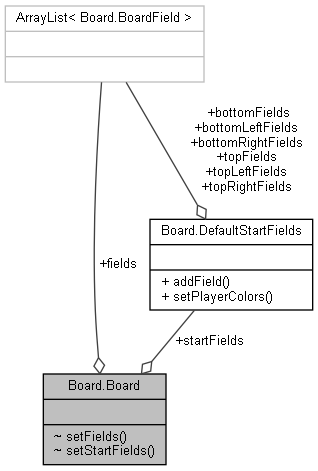 ArrayList< Board.BoardField >
+bottomFields
+bottomLeftFields
+bottomRightFields
+topFields
+topLeftFields
+topRightFields
Board.DefaultStartFields
+ addField()
+ setPlayerColors()
+fields
+startFields
Board.Board
~ setFields()
~ setStartFields()